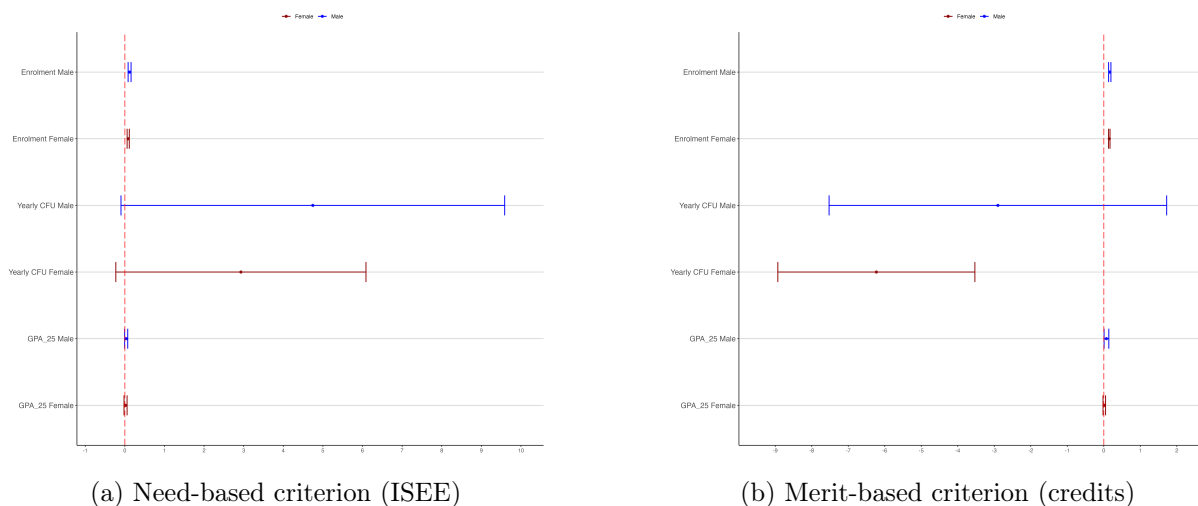 Female Male
Enrolment Male
Enrolment Female
Yearly CFU Male
Yearly CFU Female
GPA_25 Male
GPA_25 Female
-1 0 1 2 3 4 5 6 7 8 9 10
(a) Need-based criterion (ISEE)
Female Male
Enrolment Male
Enrolment Female
Yearly CFU Male
Yearly CFU Female
GPA_25 Male
GPA_25 Female
-9 -8 -7 -6 -5 -4 -3 -2 -1 0 1 2
(b) Merit-based criterion (credits)